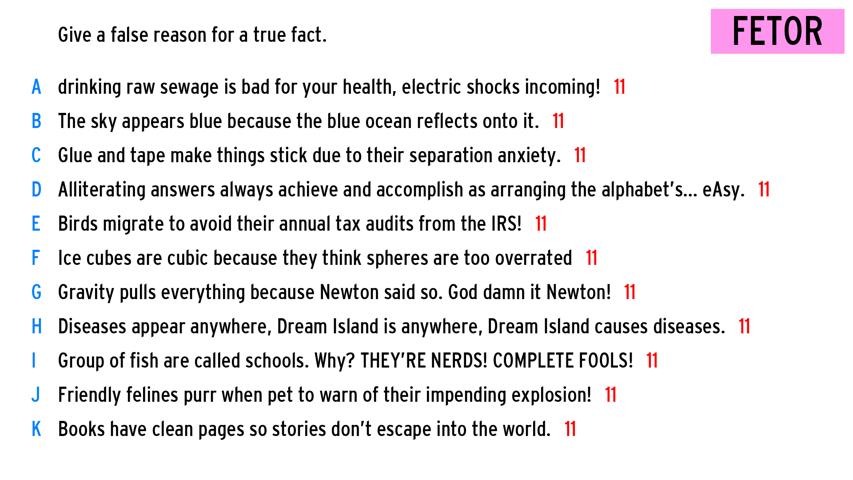 Give a false reason for a true fact.
FETOR
A drinking raw sewage is bad for your health, electric shocks incoming! 11
B The sky appears blue because the blue ocean reflects onto it. 11
C Glue and tape make things stick due to their separation anxiety. 11
D Alliterating answers always achieve and accomplish as arranging the alphabet's... eAsy. 11
E Birds migrate to avoid their annual tax audits from the IRS! 11
F Ice cubes are cubic because they think spheres are too overrated 11
G Gravity pulls everything because Newton said so. God damn it Newton! 11
H Diseases appear anywhere, Dream Island is anywhere, Dream Island causes diseases. 11
I Group of fish are called schools. Why? THEY'RE NERDS! COMPLETE FOOLS! 11
J Friendly felines purr when pet to warn of their impending explosion! 11
K Books have clean pages so stories don't escape into the world. 11